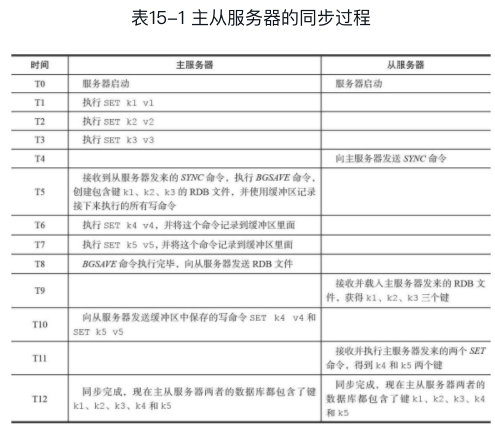 表15-1 主从服务器的同步过程
时间 主服务器 从服务器
T0 服务器启动 服务器启动
T1 执行 SET k1 v1
T2 执行 SET k2 v2
T3 执行 SET k3 v3
T4 向主服务器发送 SYNC 命令
T5 接收到从服务器发来的 SYNC 命令，执行 BGSAVE 命令，
创建包含键 k1、k2、k3 的 RDB 文件，并使用缓冲区记录
接下来执行的所有写命令
T6 执行 SET k4 v4，并将这个命令记录到缓冲区里面
T7 执行 SET k5 v5，并将这个命令记录到缓冲区里面
T8 BGSAVE 命令执行完毕，向从服务器发送 RDB 文件
T9 接收并载入主服务器发来的 RDB 文
件，获得 k1、k2、k3 三个键
T10 向从服务器发送缓冲区中保存的写命令 SET k4 v4 和
SET k5 v5
T11 接收并执行主服务器发来的两个 SET
命令，得到 k4 和 k5 两个键
T12 同步完成，现在主从服务器两者的数据库都包含了键
k1、k2、k3、k4 和 k5
同步完成，现在主从服务器两者的
数据库都包含了键 k1、k2、k3、k4
和 k5